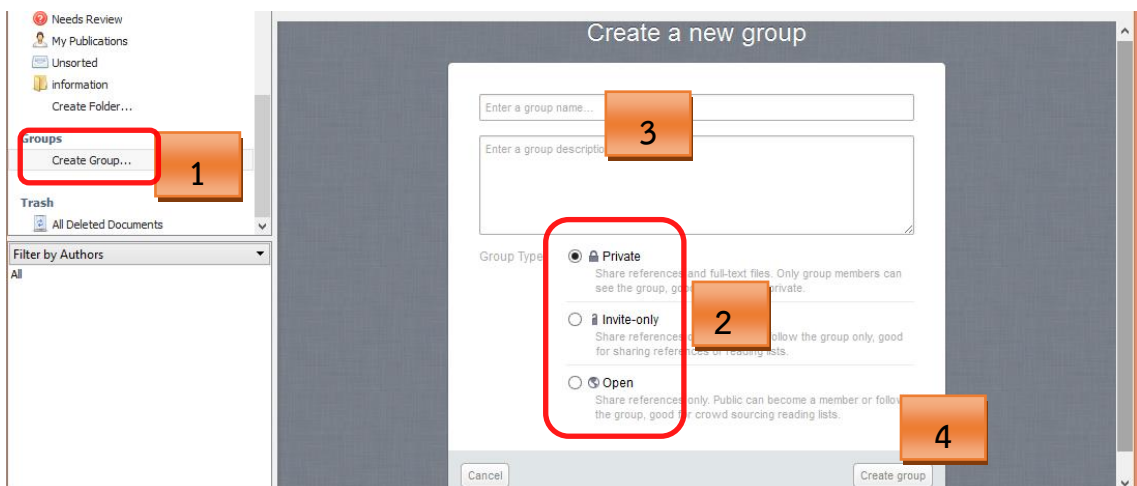 Needs Review
My Publications
Unsorted
information
Create Folder...
Groups
Create Group...
1
Trash
All Deleted Documents
Filter by Authors
All
Create a new group
Enter a group name...
3
Enter a group description
Group Type
Private
Share references and full-text files. Only group members can
see the group, private.
2
Invite-only
Share references follow the group only, good
for sharing references or reading lists.
Open
Share references only. Public can become a member or follow
the group, good for crowd sourcing reading lists.
4
Cancel
Create group